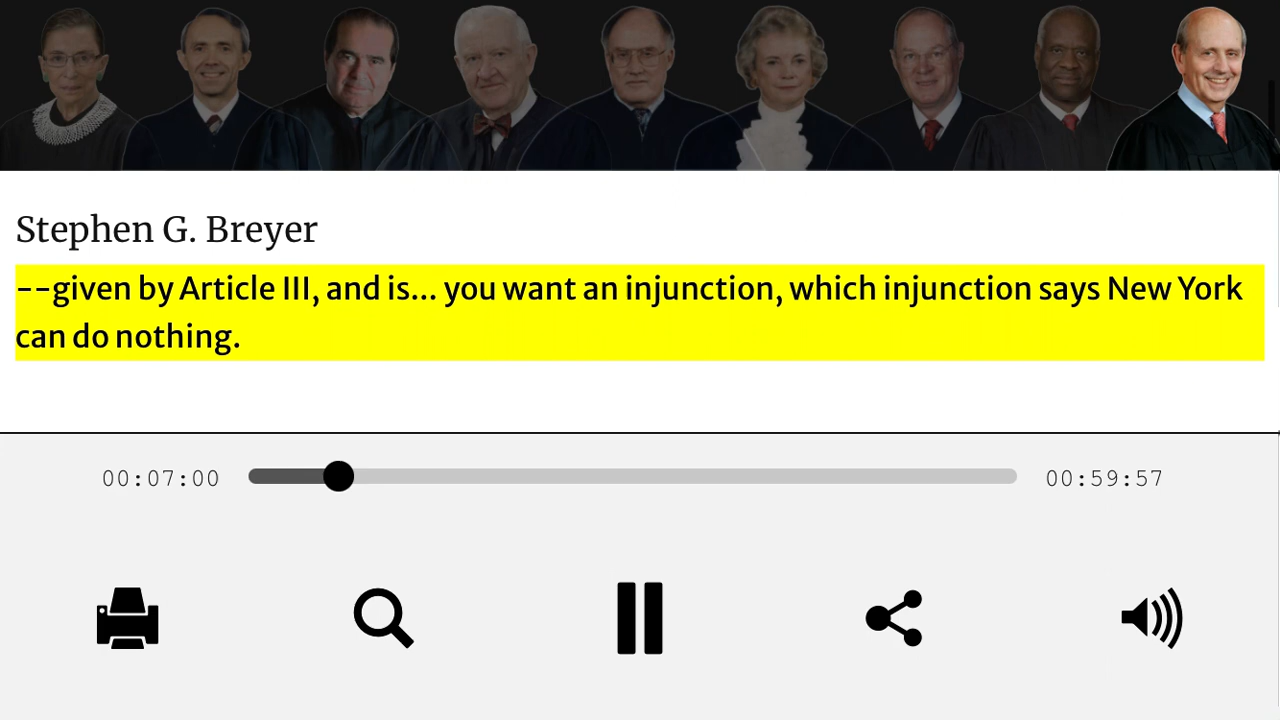 Stephen G. Breyer
--given by Article III, and is... you want an injunction, which injunction says New York
can do nothing.
00:07:00
00:59:57